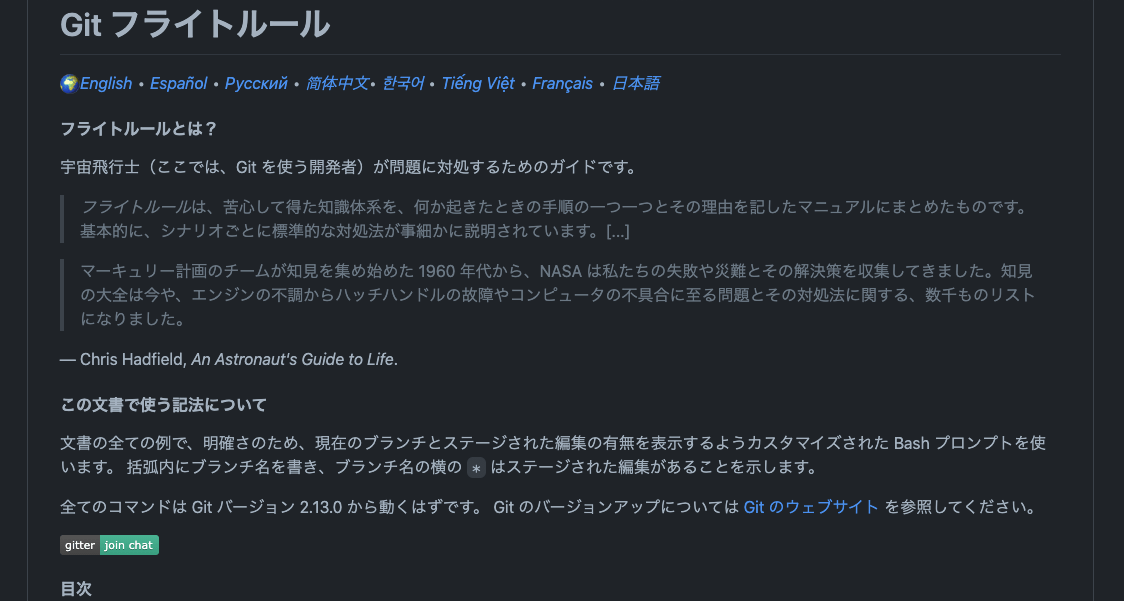 Git フライトルール
🌍English • Español • Русский • 简体中文• 한국어 • Tiếng Việt • Français • 日本語
フライトルールとは？
宇宙飛行士（ここでは、Git を使う開発者）が問題に対処するためのガイドです。
フライトルールは、苦心して得た知識体系を、何か起きたときの手順の一つ一つとその理由を記したマニュアルにまとめたものです。
基本的に、シナリオごとに標準的な対処法が事細かに説明されています。[...]
マーキュリー計画のチームが知見を集め始めた 1960 年代から、NASA は私たちの失敗や災難とその解決策を収集してきました。知見
の大全は今や、エンジンの不調からハッチハンドルの故障やコンピュータの不具合に至る問題とその対処法に関する、数千ものリスト
になりました。
— Chris Hadfield, An Astronaut's Guide to Life.
この文書で使う記法について
文書の全ての例で、明確さのため、現在のブランチとステージされた編集の有無を表示するようカスタマイズされた Bash プロンプトを使
います。 括弧内にブランチ名を書き、ブランチ名の横の * はステージされた編集があることを示します。
全てのコマンドは Git バージョン 2.13.0 から動くはずです。 Git のバージョンアップについては Git のウェブサイト を参照してください。
gitter join chat
目次